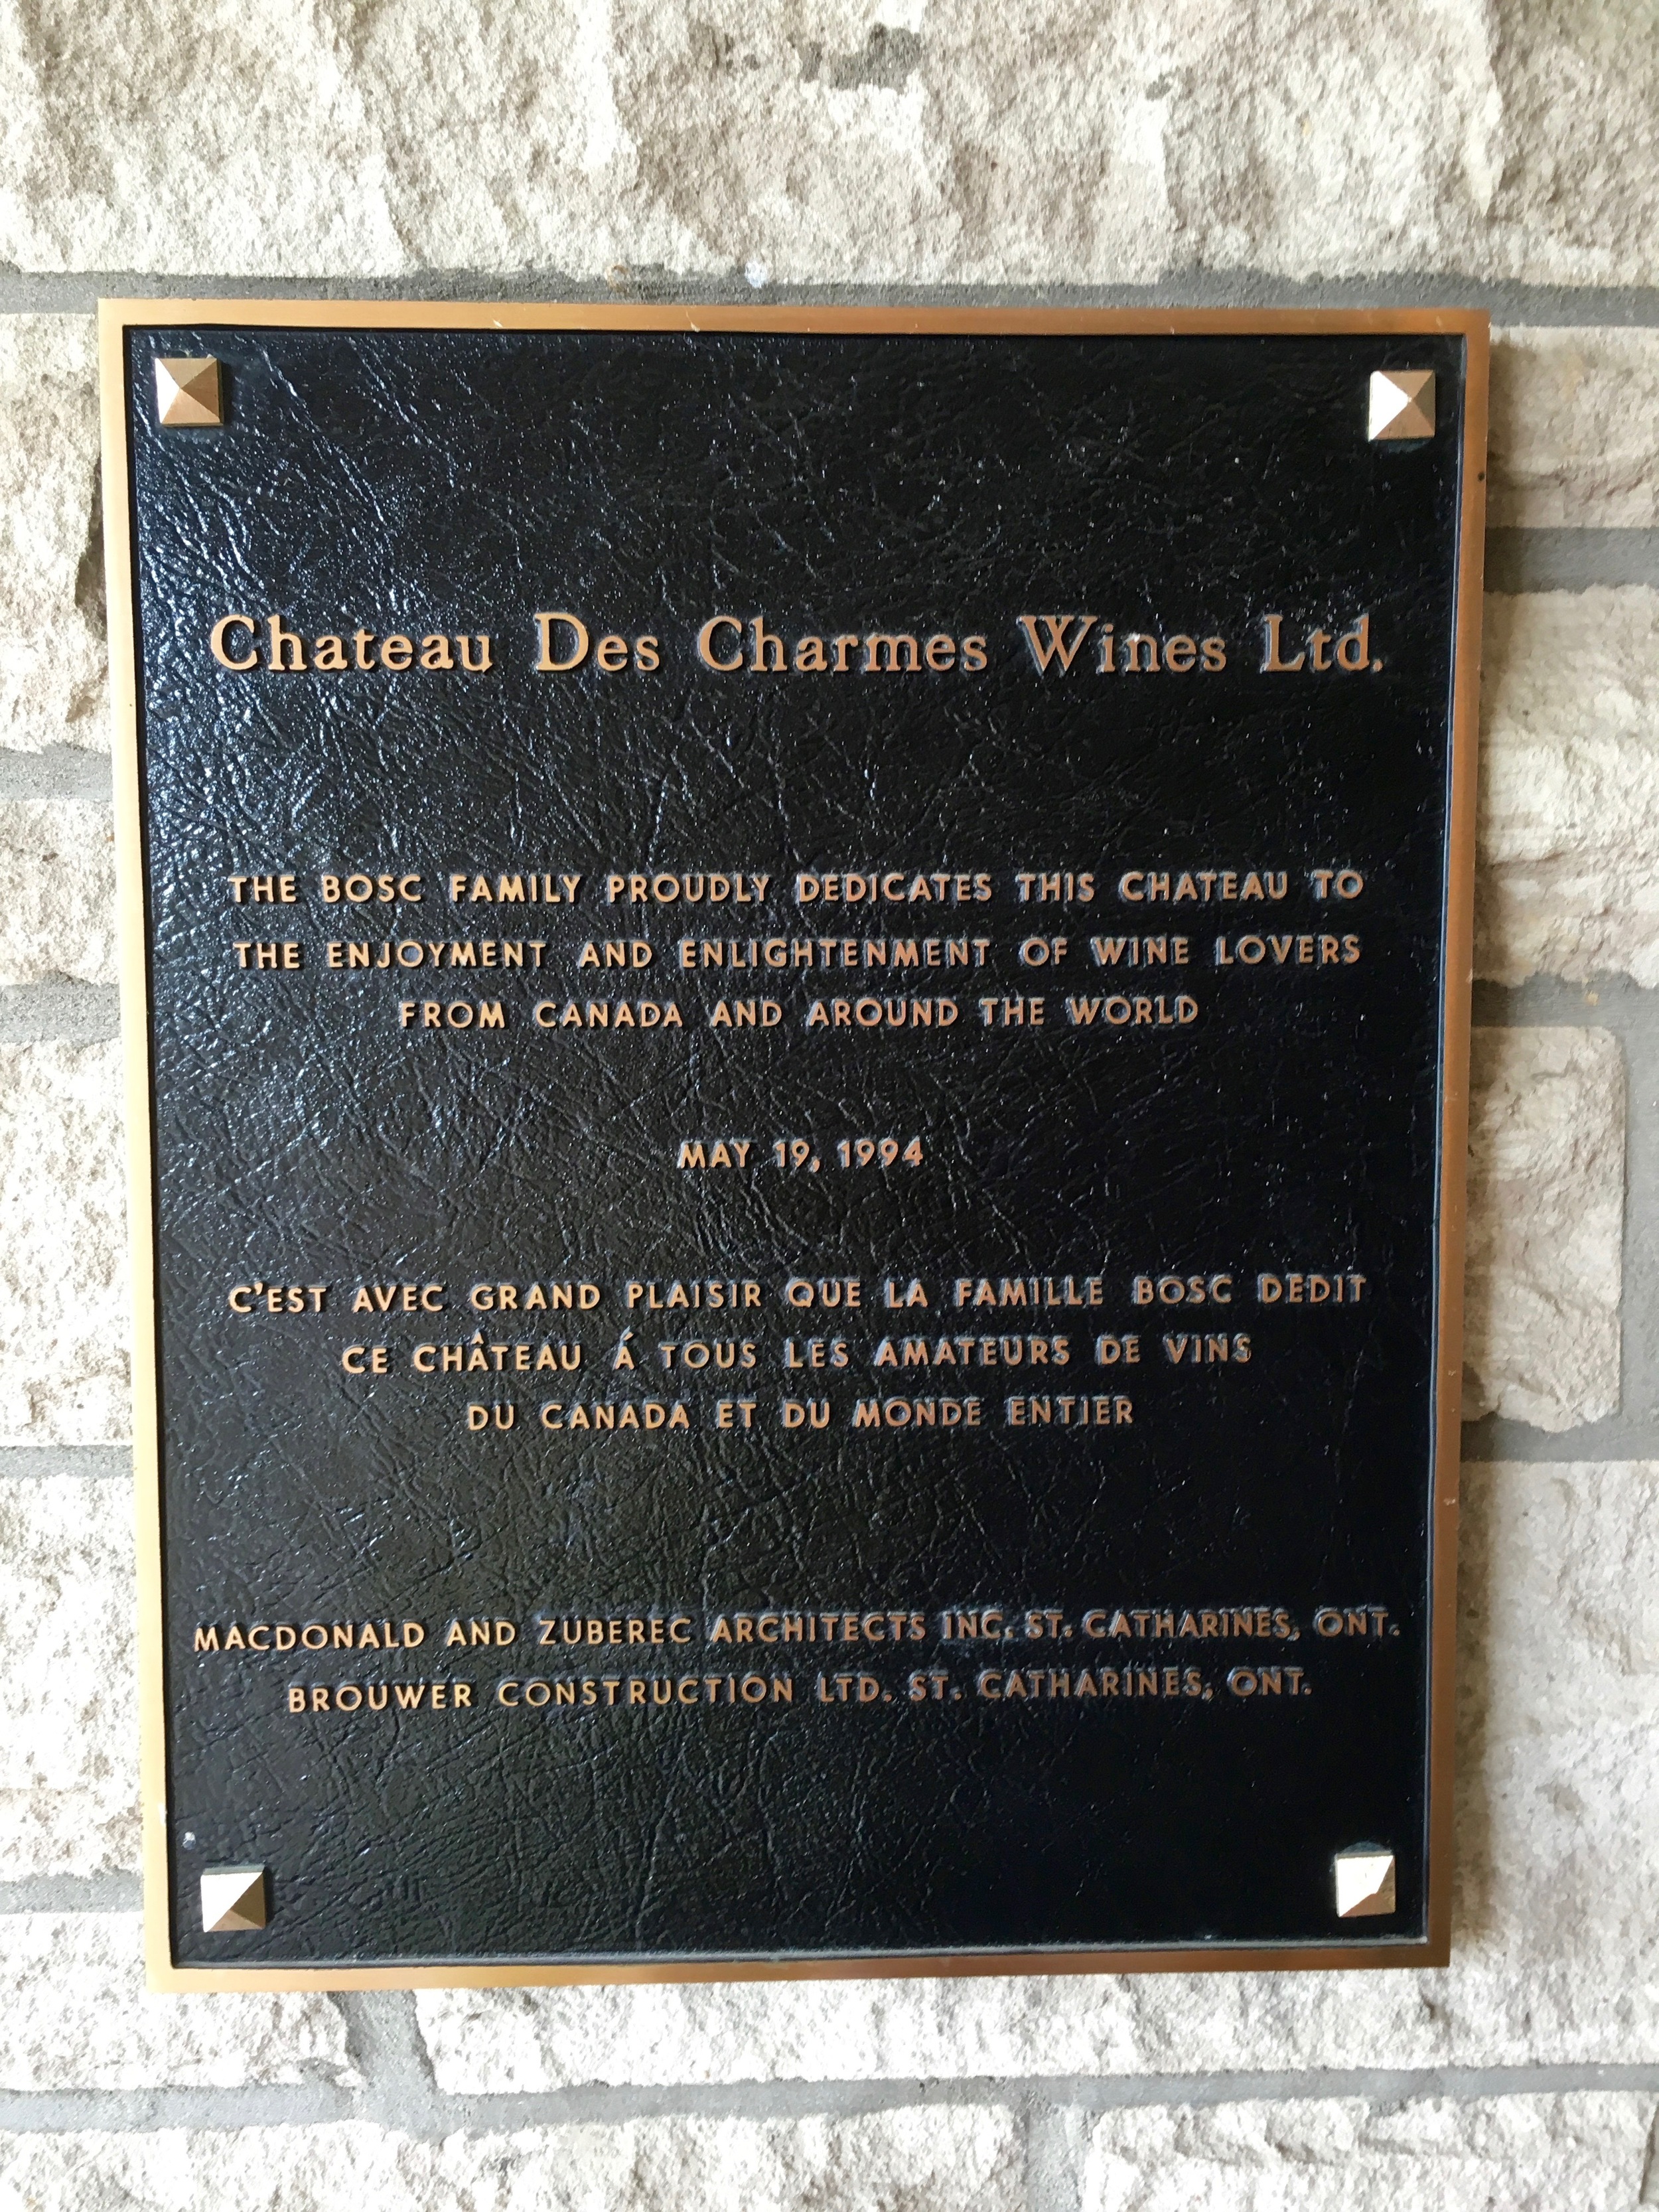 Chateau Des Charmes Wines Ltd.
THE BOSC FAMILY PROUDLY DEDICATES THIS CHATEAU TO
THE ENJOYMENT AND ENLIGHTENMENT OF WINE LOVERS
FROM CANADA AND AROUND THE WORLD
MAY 19, 1994
C'EST AVEC GRAND PLAISIR QUE LA FAMILLE BOSC DEDIT
CE CHÂTEAU Á TOUS LES AMATEURS DE VINS
DU CANADA ET DU MONDE ENTIER
MACDONALD AND ZUBEREC ARCHITECTS INC. ST. CATHARINES, ONT.
BROUWER CONSTRUCTION LTD. ST. CATHARINES, ONT.